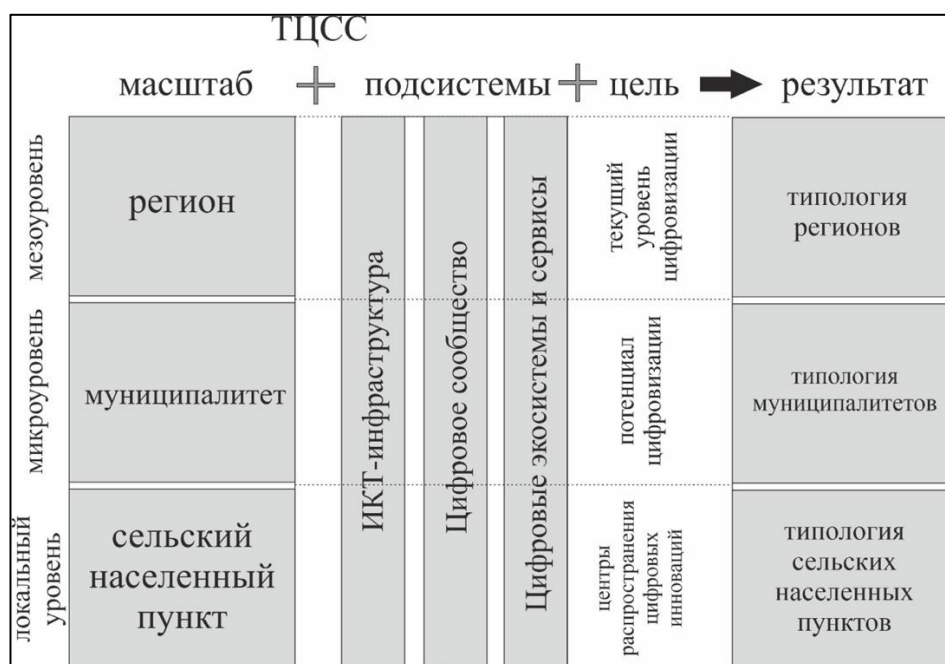 ТЦСС
масштаб + подсистемы + цель результат
мезоуровень
регион
ИКТ-инфраструктура
Цифровое сообщество
Цифровые экосистемы и сервисы
текущий
уровень
цифровизации
типология
регионов
микроуровень
муниципалитет
потенциал
цифровизации
типология
муниципалитетов
локальный
уровень
сельский
населенный
пункт
центры
распространения
цифровых
инноваций
типология
сельских
населенных
пунктов